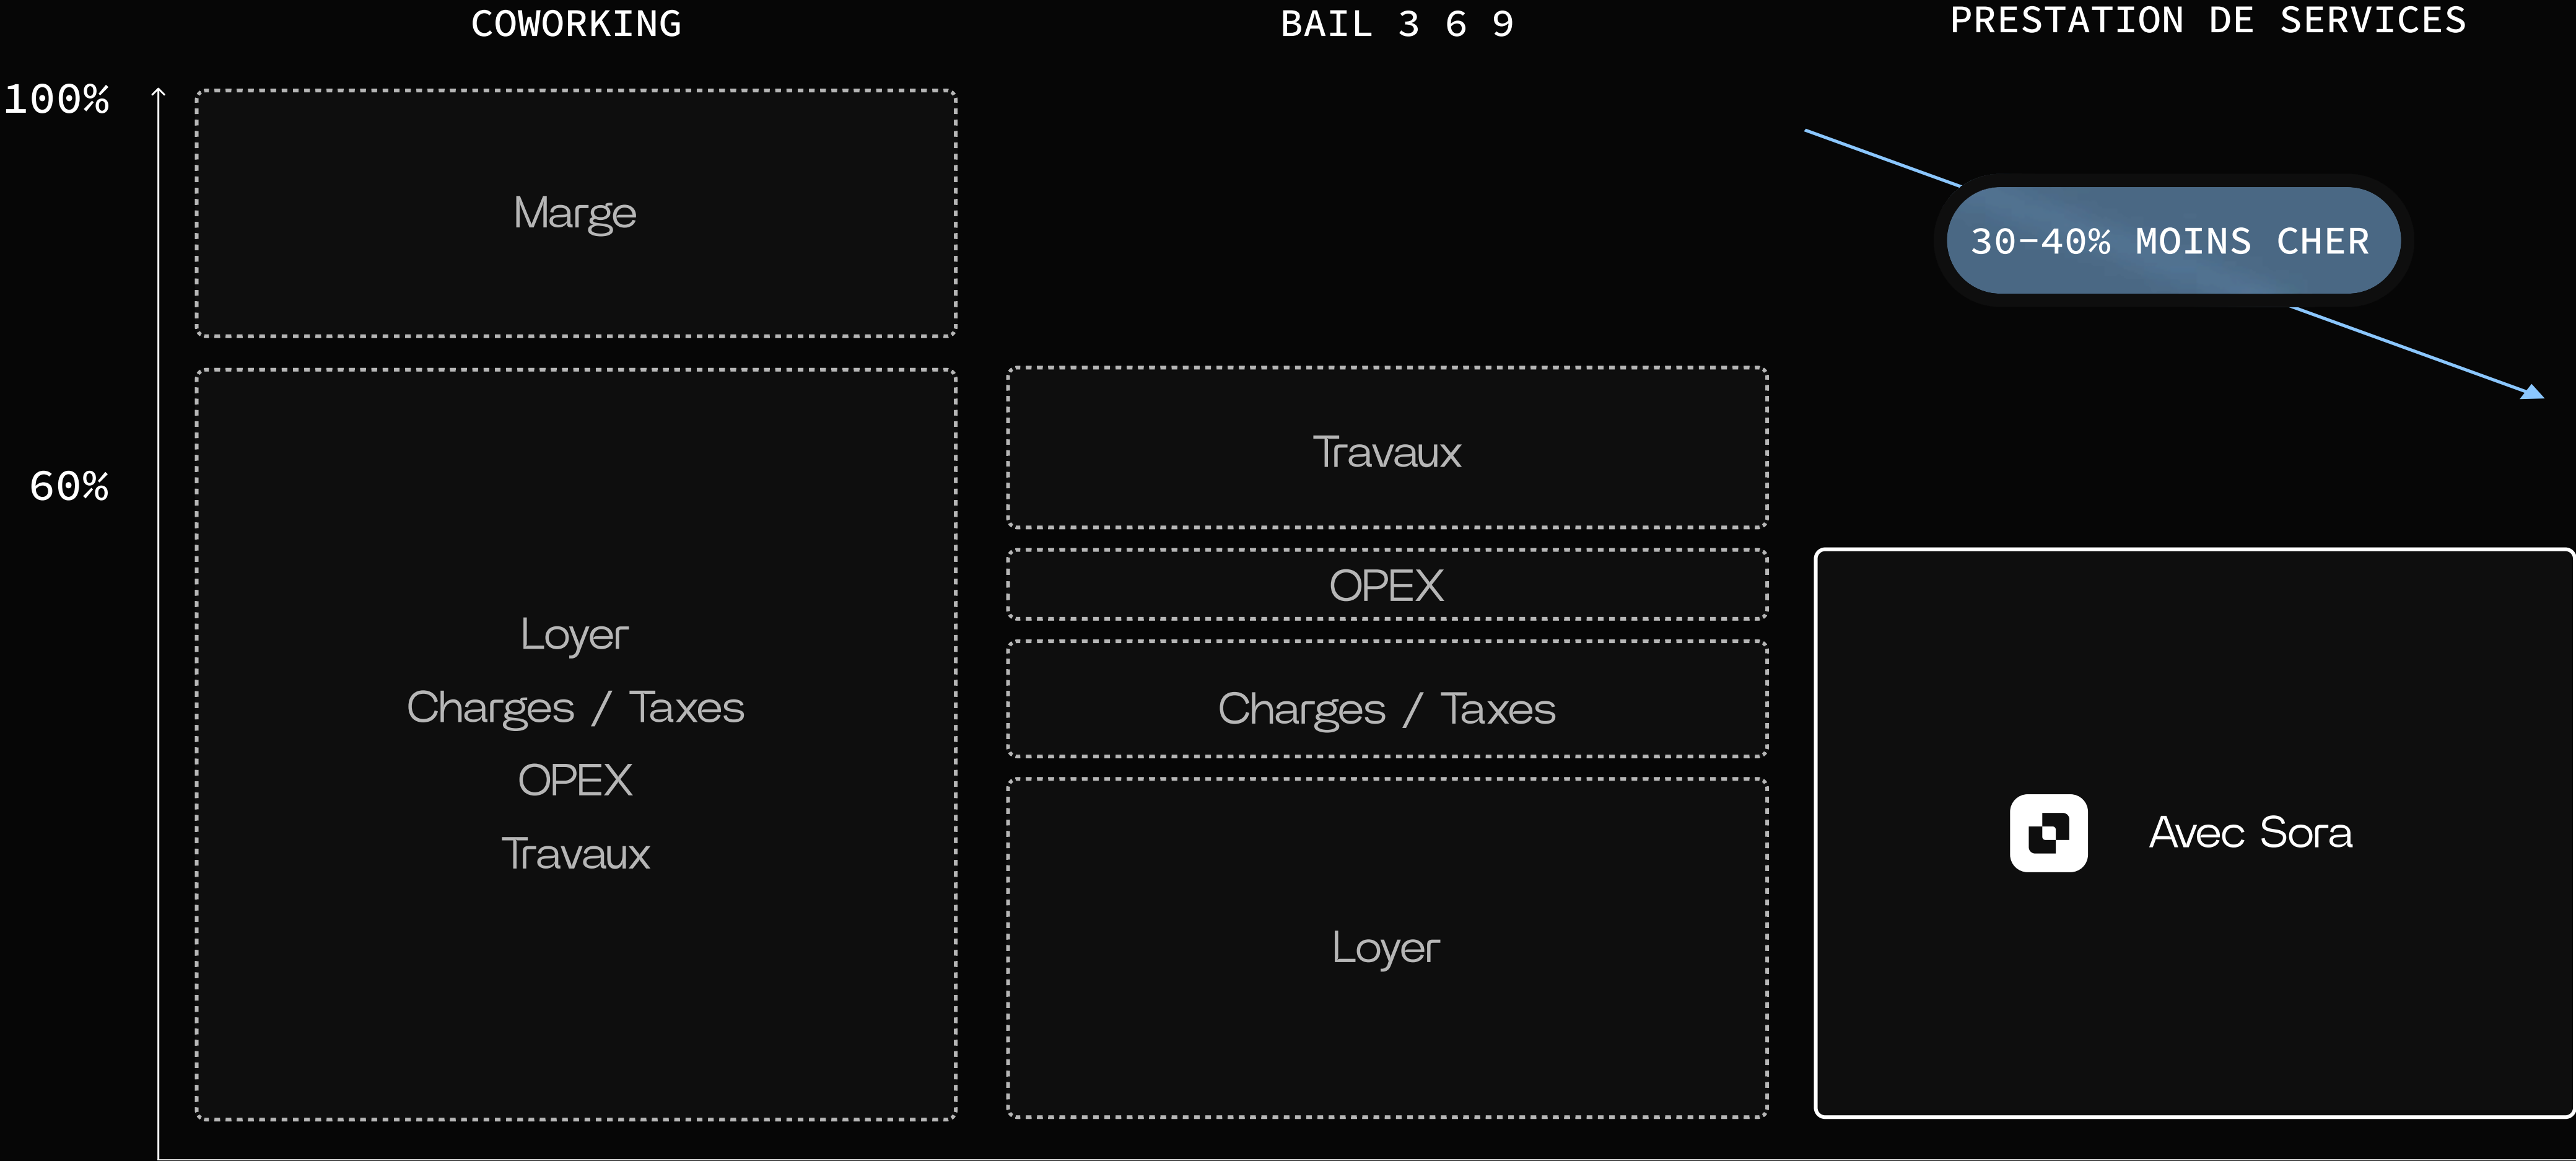 COWORKING
BAIL 3 6 9
PRESTATION DE SERVICES
100%
60%
Marge
Loyer
Charges / Taxes
OPEX
Travaux
Travaux
OPEX
Charges / Taxes
Loyer
30-40% MOINS CHER
Avec Sora